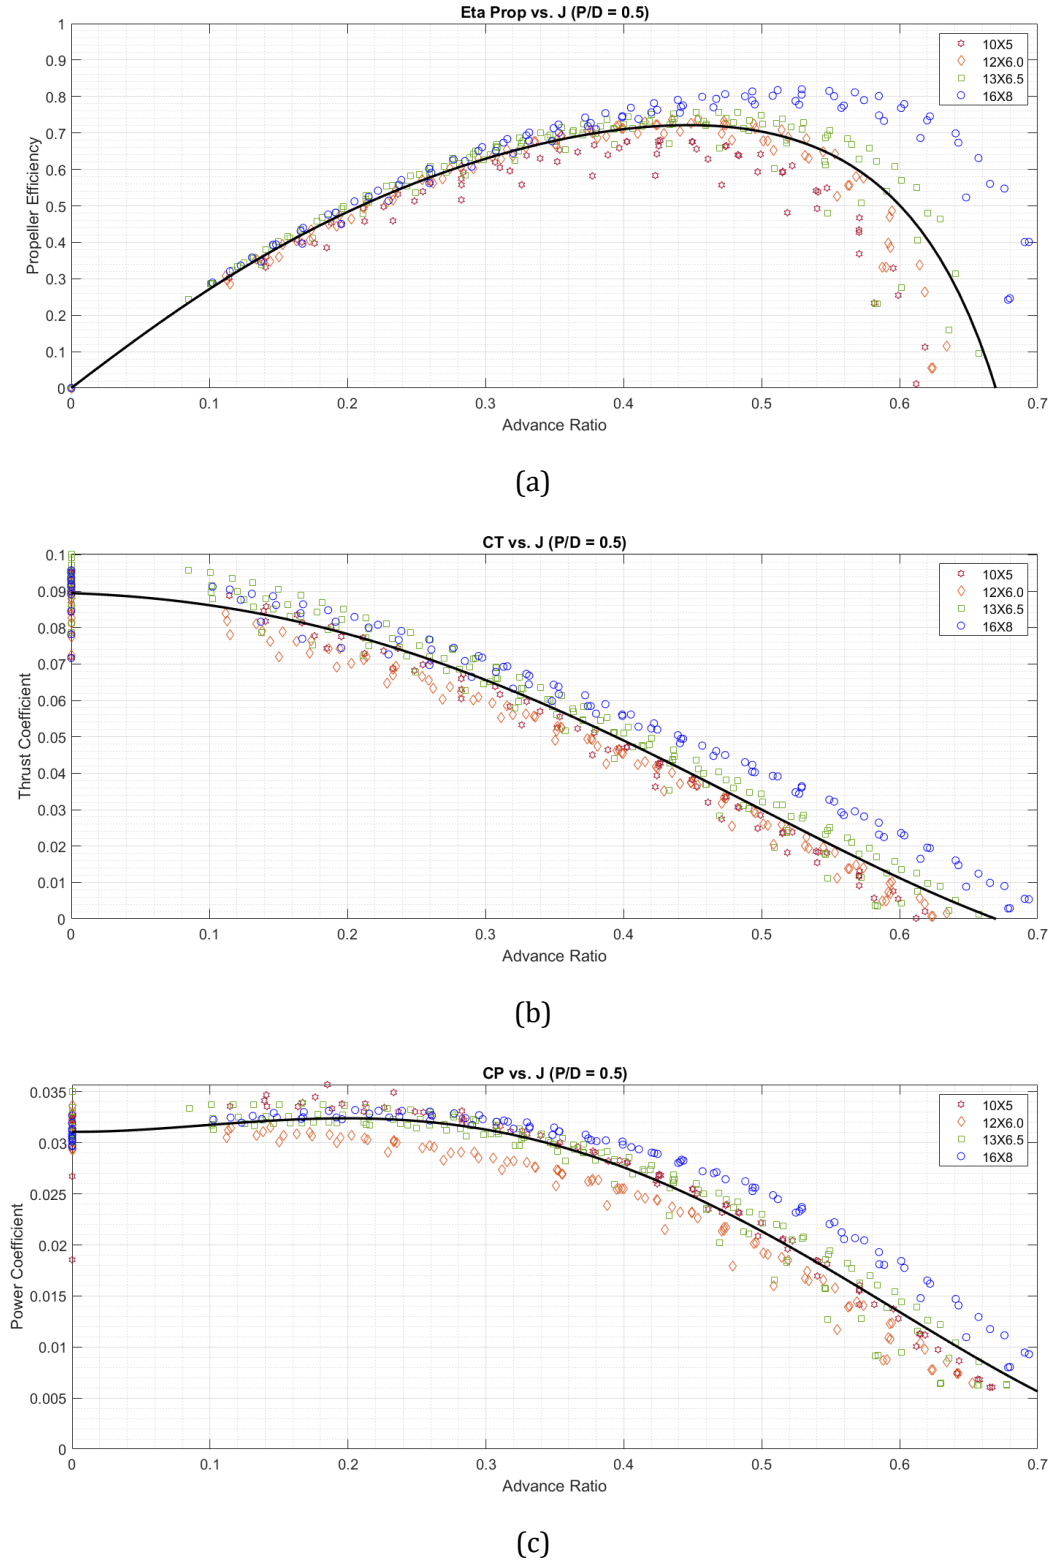 Eta Prop vs. J (P/D = 0.5)
1
0.9
0.8
0.7
0.6
0.5
0.4
0.3
0.2
0.1
0
Propeller Efficiency
10X5
12X6.0
13X6.5
16X8
0 0.1 0.2 0.3 0.4 0.5 0.6 0.7
Advance Ratio
(a)
CT vs. J (P/D = 0.5)
0.1
0.09
0.08
0.07
0.06
0.05
0.04
0.03
0.02
0.01
0
Thrust Coefficient
10X5
12X6.0
13X6.5
16X8
0 0.1 0.2 0.3 0.4 0.5 0.6 0.7
Advance Ratio
(b)
CP vs. J (P/D = 0.5)
0.035
0.03
0.025
0.02
0.015
0.01
0.005
0
Power Coefficient
10X5
12X6.0
13X6.5
16X8
0 0.1 0.2 0.3 0.4 0.5 0.6 0.7
Advance Ratio
(c)